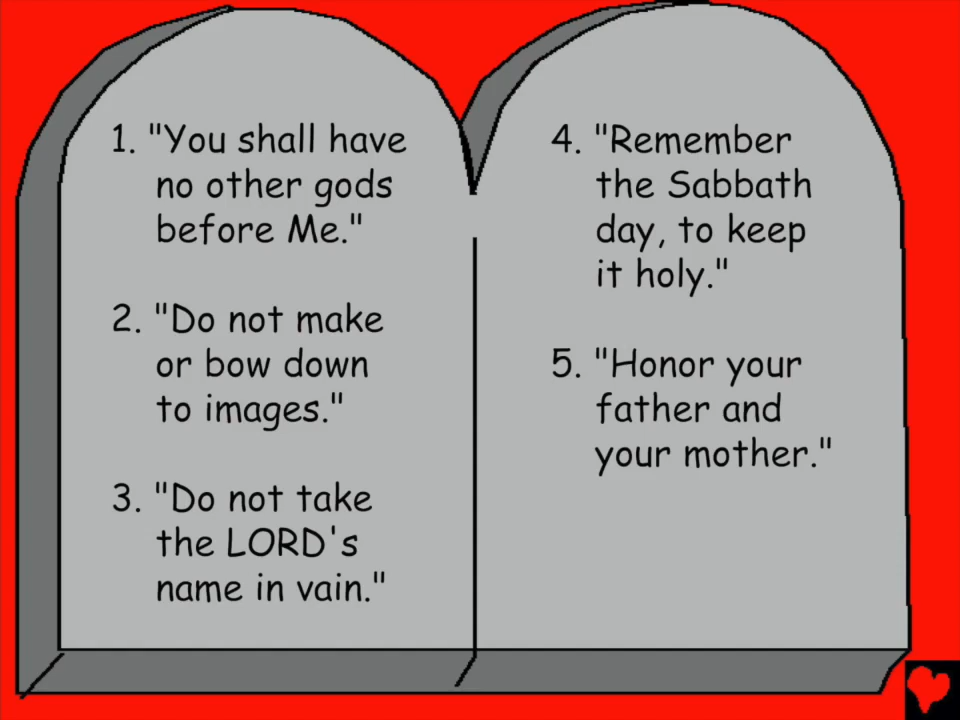 1. "You shall have
no other gods
before Me."
2. "Do not make
or bow down
to images."
3. "Do not take
the LORD's
name in vain."
4. "Remember
the Sabbath
day, to keep
it holy."
5. "Honor your
father and
your mother."